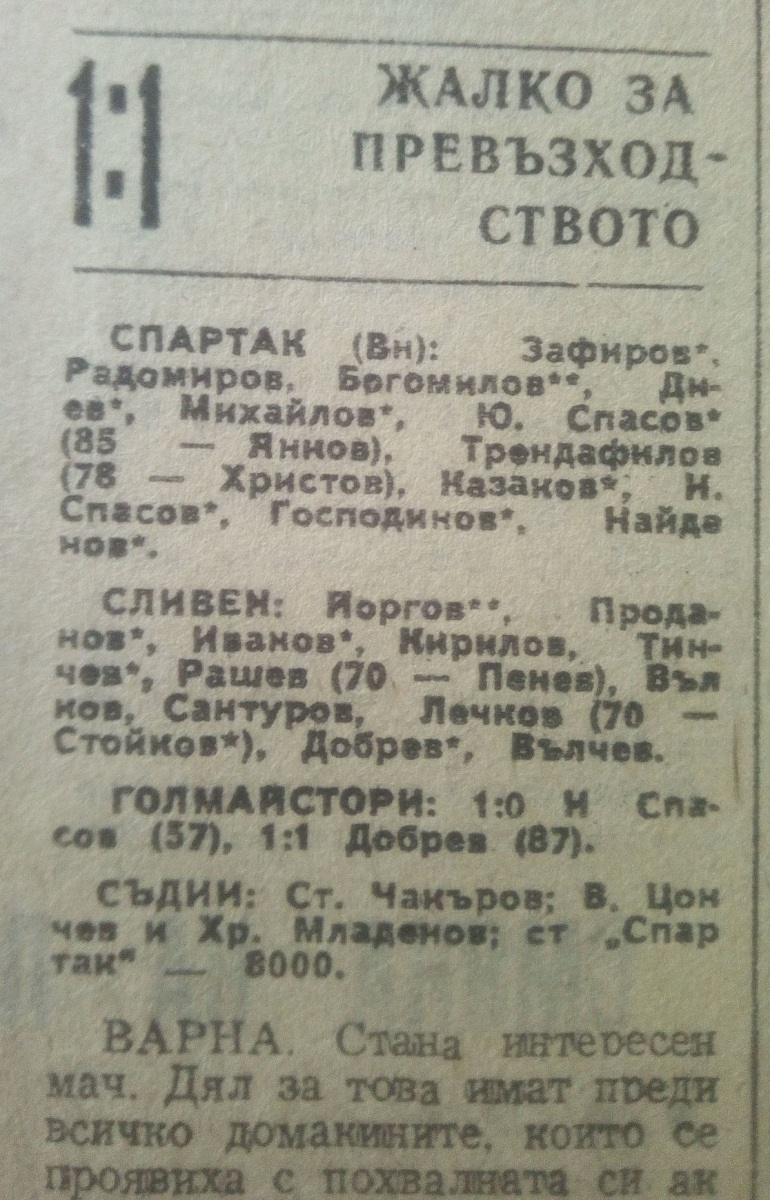 1:1
ЖАЛКО ЗА
ПРЕВЪЗХОД-
СТВОТО
СПАРТАК (Вн): Зафиров*,
Радомиров, Богомилов**, Ди-
ев*, Михайлов*, Ю. Спасов*
(85 — Янков), Трендафилов
(78 — Христов), Казаков*, И.
Спасов*, Господинов*, Найде
нов*.
СЛИВЕН: Йоргов**, Прода-
нов*, Иванов*, Кирилов, Тин-
чев*, Рашев (70 — Пенев), Въл
ков, Сантуров, Лечков (70 —
Стойков*), Добрев*, Вълчев.
ГОЛМАЙСТОРИ: 1:0 И Спа-
сов (57), 1:1 Добрев (87).
СЪДИИ: Ст. Чакъров; В. Цон
чев и Хр. Младенов; ст „Спар
так" — 8000.
ВАРНА. Стана интересен
мач. Дял за това имат преди
всичко домакините, които се
проявиха с похвалната си ак